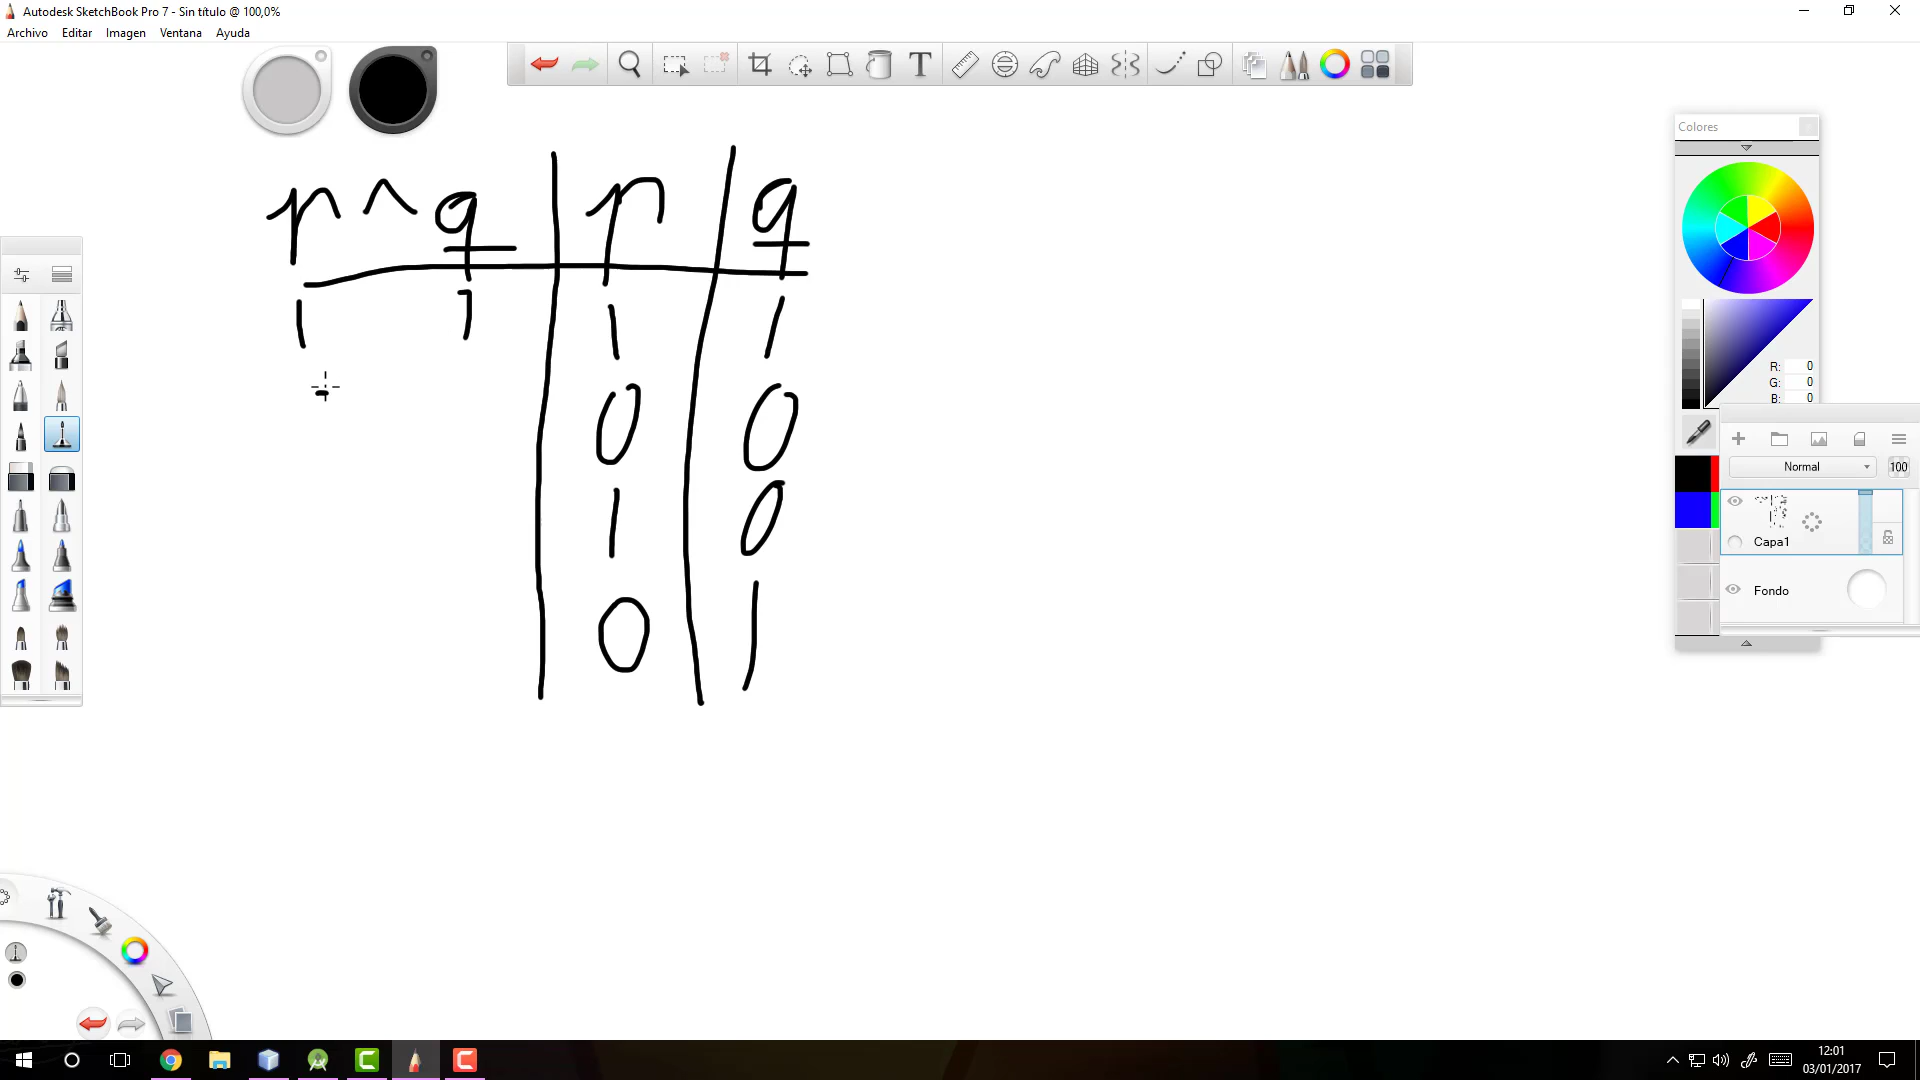 Autodesk SketchBook Pro 7 - Sin título @ 100,0%
Archivo Editar Imagen Ventana Ayuda
T
Colores
p ^ q | p | q
1 1 1 1
0 0
1 0
0 1
R: 0
G: 0
B: 0
Normal 100
Capa1
Fondo
12:01
03/01/2017